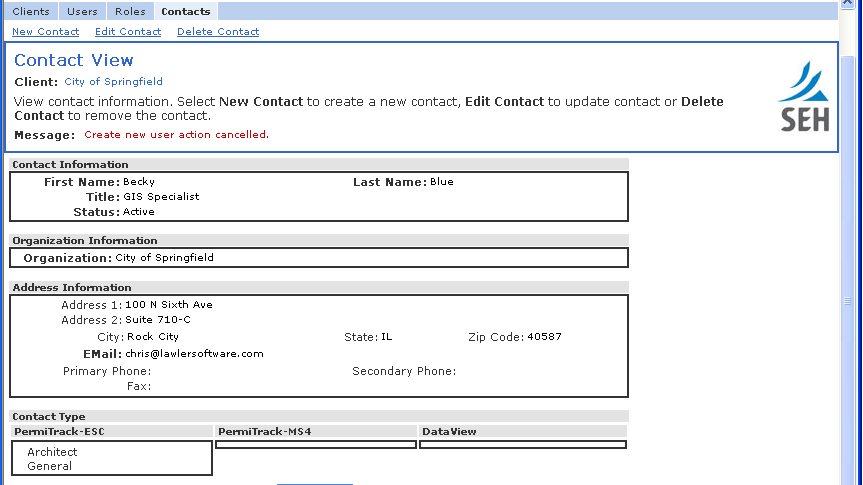 Clients Users Roles Contacts
New Contact Edit Contact Delete Contact
Contact View
Client: City of Springfield
View contact information. Select New Contact to create a new contact, Edit Contact to update contact or Delete
Contact to remove the contact.
Message: Create new user action cancelled.
SEH
Contact Information
First Name: Becky Last Name: Blue
Title: GIS Specialist
Status: Active
Organization Information
Organization: City of Springfield
Address Information
Address 1: 100 N Sixth Ave
Address 2: Suite 710-C
City: Rock City State: IL Zip Code: 40587
EMail: chris@lawlersoftware.com
Primary Phone: Secondary Phone:
Fax:
Contact Type
PermiTrack-ESC PermiTrack-MS4 DataView
Architect
General